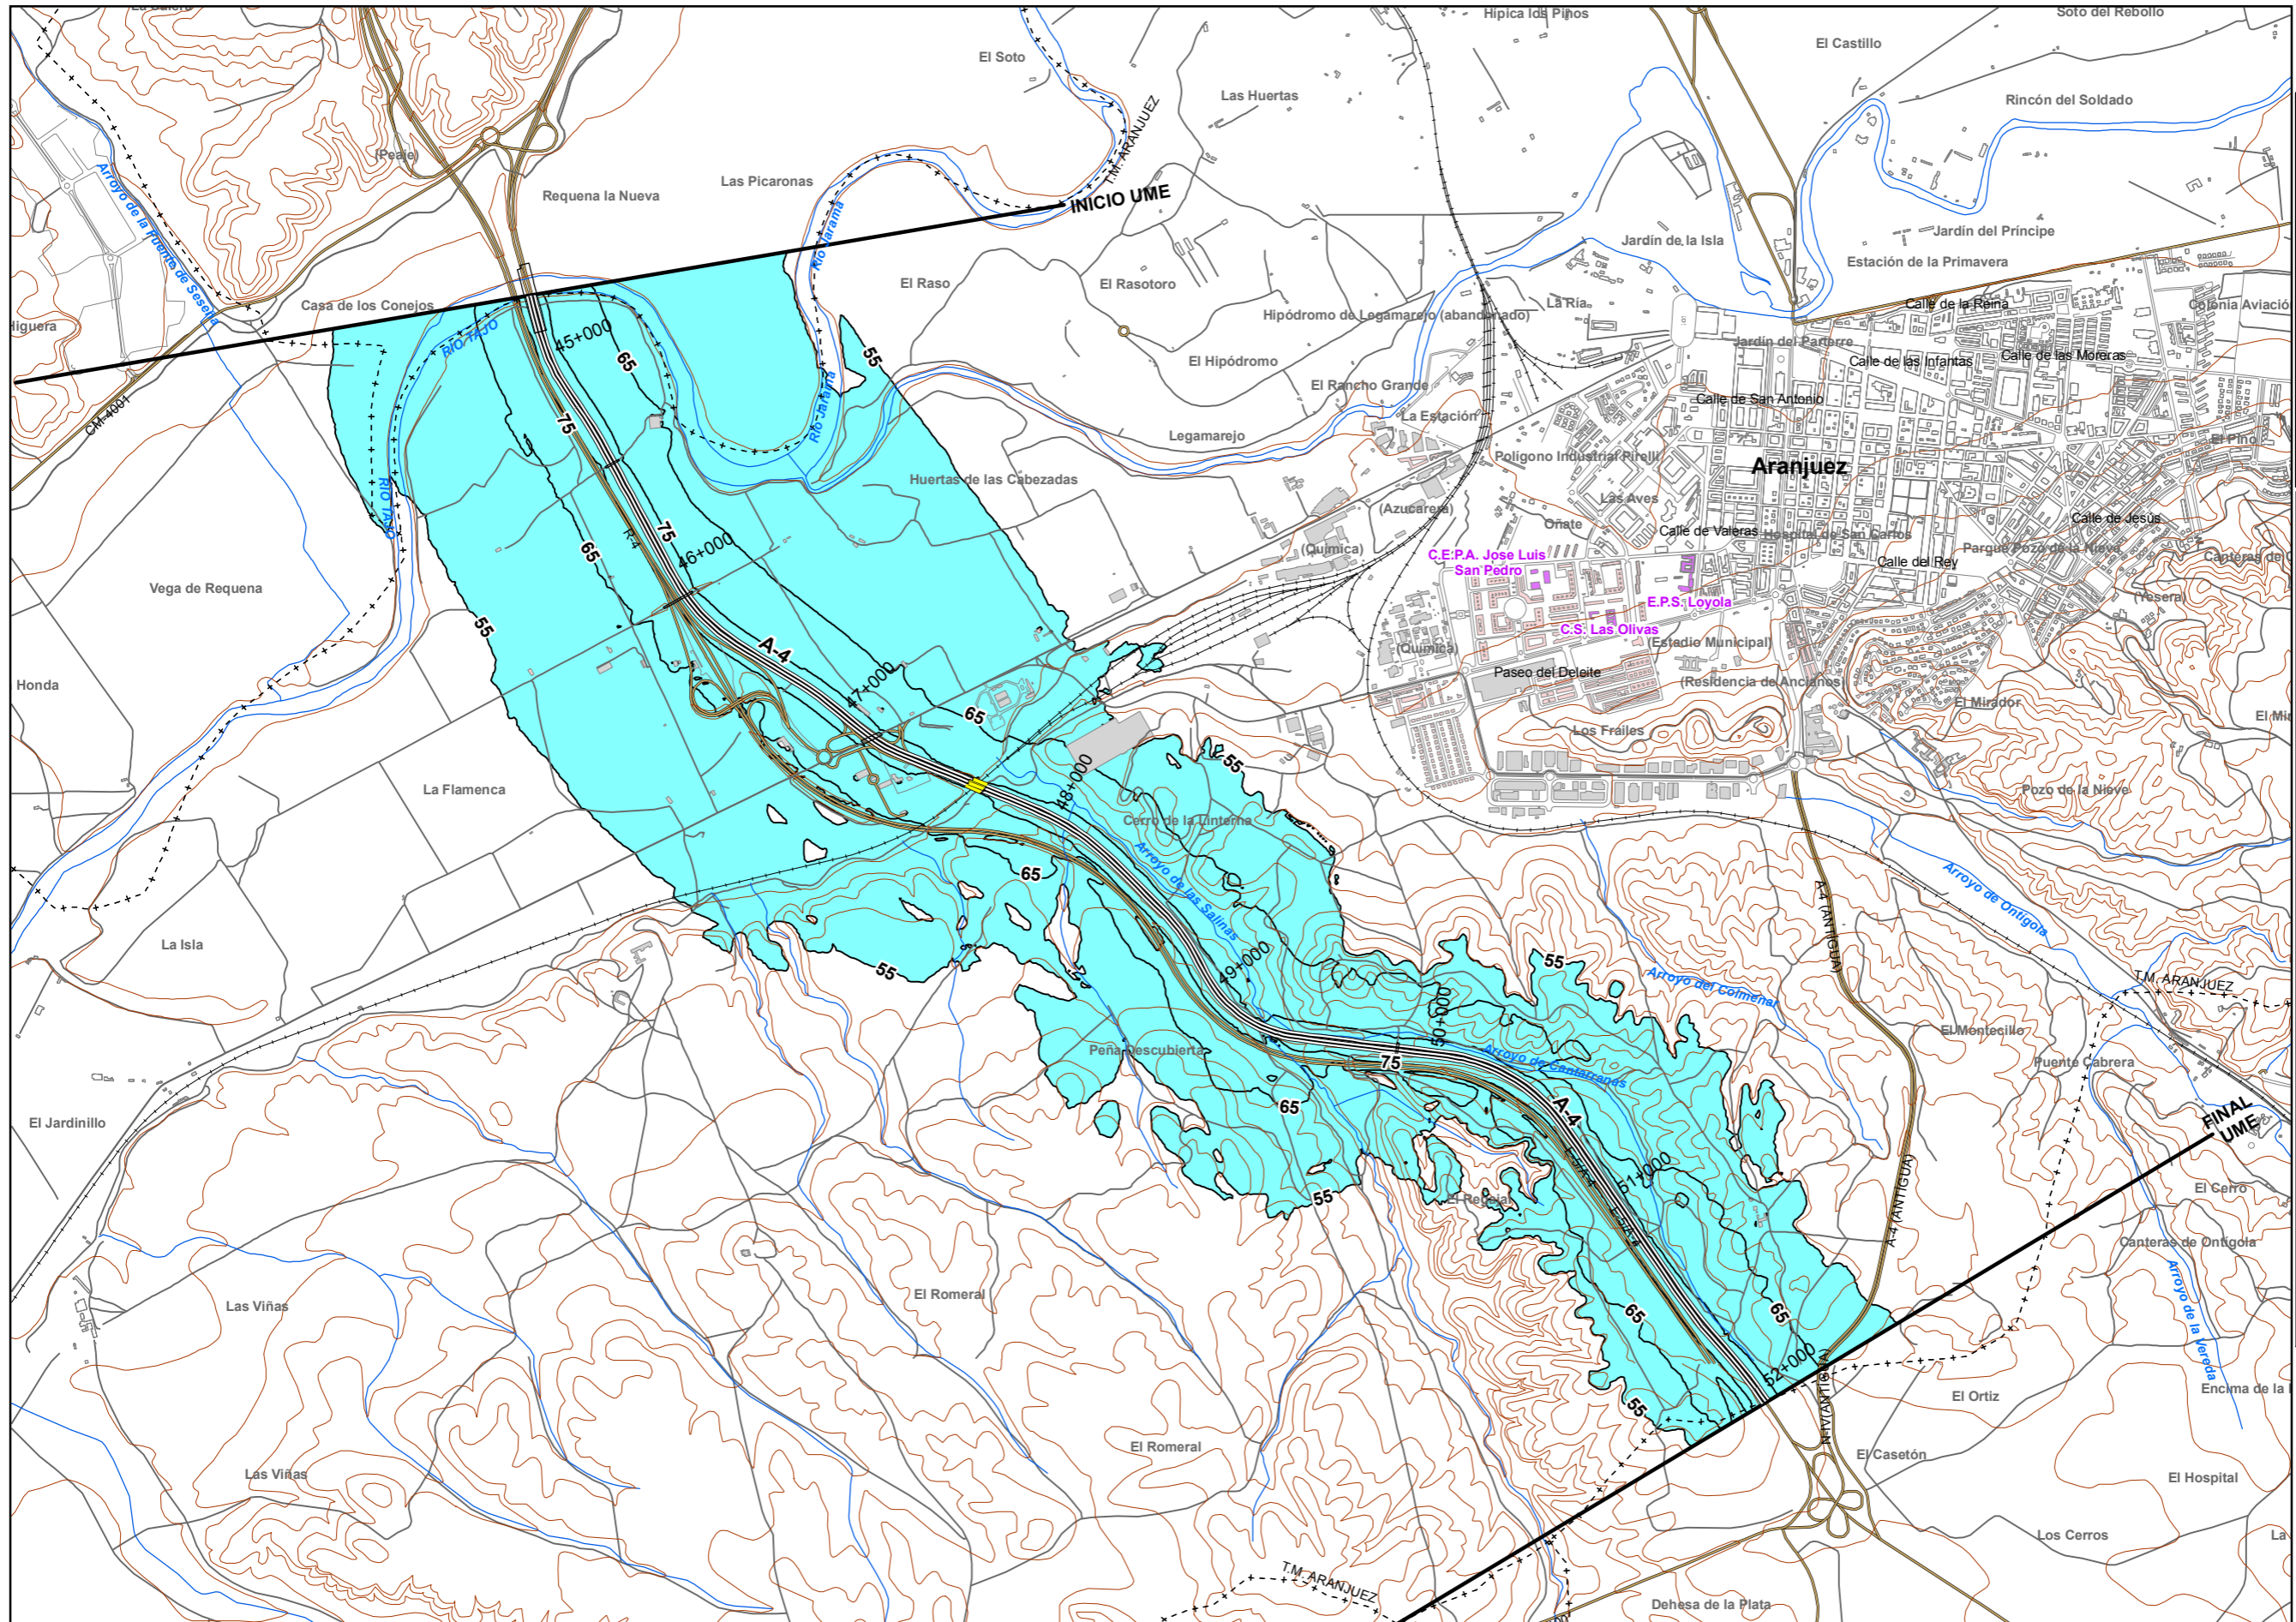 Hípica los Pinos
Soto del Rebollo
El Castillo
El Soto
Las Huertas
Rincón del Soldado
(Peaje)
T.M. ARANJUEZ
Arroyo de la Fuente de Seseña
Requena la Nueva
Las Picaronas
INICIO UME
Río Jarama
Jardín de la Isla
Jardín del Príncipe
Estación de la Primavera
El Raso
El Rasotoro
Casa de los Conejos
La Ría
Calle de la Reina
Hipódromo de Legamarejo (abandonado)
RÍO TAJO
45+000
65
55
Jardín del Parterre
Calle de las Infantas
Calle de las Moreras
El Hipódromo
El Rancho Grande
Río Jarama
CM-4001
75
La Estación
Calle de San Antonio
Legamarejo
El Pino
Polígono Industrial Pirelli
Aranjuez
Huertas de las Cabezadas
RÍO TAJO
Las Aves
(Azucarera)
Oñate
Calle de Valeras
Hospital de San Carlos
Calle de Jesús
R-4
75
46+000
65
(Química)
C.E.P.A. Jose Luis
San Pedro
Parque Pozo de la Nieve
Calle del Rey
Vega de Requena
E.P.S. Loyola
(Yesera)
55
C.S. Las Olivas
(Estadio Municipal)
A-4
(Química)
Paseo del Deleite
(Residencia de Ancianos)
Honda
47+000
65
El Mirador
Los Frailes
55
48+000
La Flamenca
Pozo de la Nieve
Cerro de la Linterna
65
Arroyo de las Salinas
A-4 (ANTIGUA)
Arroyo de Ontígola
La Isla
55
49+000
55
Arroyo del Colmenar
T.M. ARANJUEZ
50+000
El Montecillo
Peña Descubierta
75
Arroyo de Cantarranas
Puente Cabrera
65
A-4
El Jardinillo
FINAL
UME
E-5/R-4
51+000
55
El Regajal
A-4 (ANTIGUA)
El Cerro
E-5/R-4
Canteras de Ontígola
El Romeral
Las Viñas
65
65
Arroyo de la Vereda
52+000
N-IV(ANTIGUA)
55
El Ortiz
El Romeral
El Casetón
Las Viñas
El Hospital
Los Cerros
T.M. ARANJUEZ
Dehesa de la Plata